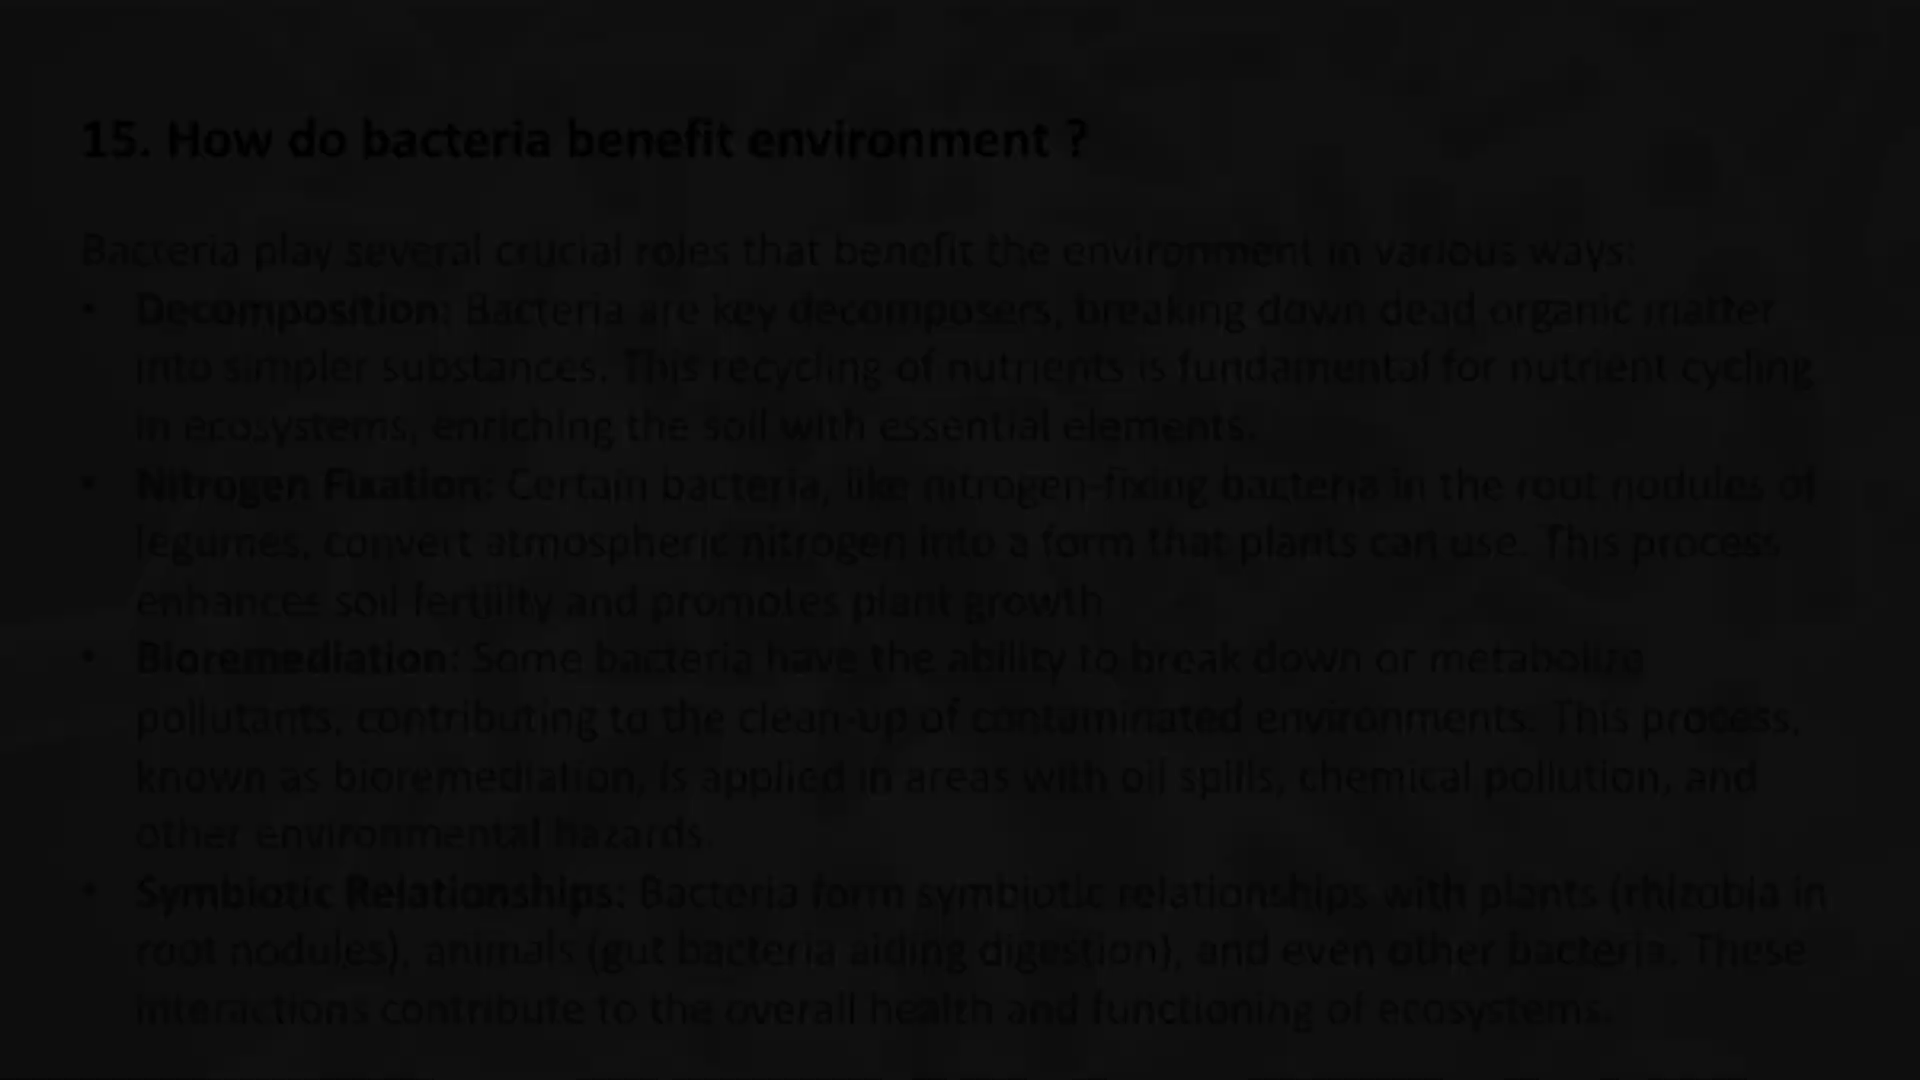 15. How do bacteria benefit environment ?
Bacteria play several crucial roles that benefit the environment in various ways:
• Decomposition: Bacteria are key decomposers, breaking down dead organic matter
into simpler substances. This recycling of nutrients is fundamental for nutrient cycling
in ecosystems, enriching the soil with essential elements.
• Nitrogen Fixation: Certain bacteria, like nitrogen-fixing bacteria in the root nodules of
legumes, convert atmospheric nitrogen into a form that plants can use. This process
enhances soil fertility and promotes plant growth
• Bioremediation: Some bacteria have the ability to break down or metabolize
pollutants, contributing to the clean-up of contaminated environments. This process,
known as bioremediation, is applied in areas with oil spills, chemical pollution, and
other environmental hazards.
• Symbiotic Relationships: Bacteria form symbiotic relationships with plants (rhizobia in
root nodules), animals (gut bacteria aiding digestion), and even other bacteria. These
interactions contribute to the overall health and functioning of ecosystems.